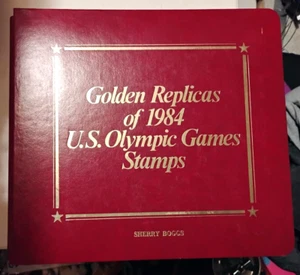 Golden Replicas
of 1984
U.S. Olympic Games
Stamps
SHERRY BOGGS